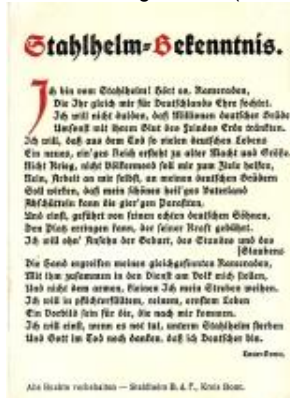 Stahlhelm-Bekenntnis.
Ich bin vom Stahlhelm! Hört es, Kameraden,
Die Ihr gleich mir für Deutschlands Ehre fechtet.
Ich will nicht dulden, daß Millionen deutscher Brüder
Umsonst mit ihrem Blut des Feindes Erde tränkten.
Ich will, daß aus dem Tod so vielen deutschen Lebens
Ein neues, ein'ges Reich ersteht zu alter Macht und Größe.
Nicht Krieg, nicht Völkermord soll mir zum Ziele helfen,
Nein, Arbeit an mir selbst, an meinen deutschen Brüdern
Soll wirken, daß mein schönes heil'ges Vaterland
Abschütteln kann die gier'gen Parasiten,
Und einst, geführt von seinen echten deutschen Söhnen,
Den Platz erringen kann, der seiner Kraft gebührt.
Ich will ohn' Ansehn der Geburt, des Standes und des
[Glaubens
Die Hand ergreifen meines gleichgesinnten Kameraden,
Mit ihm zusammen in den Dienst am Volk mich stellen,
Und nicht dem armen, kleinen Ich mein Streben weihen.
Ich will in pflichterfülltem, reinem, ernstem Leben
Ein Vorbild sein für die, die nach mir kommen.
Ich will einst, wenn es not tut, unterm Stahlhelm sterben
Und Gott im Tod noch danken, daß ich Deutscher bin.
Alle Rechte vorbehalten — Stahlhelm B. d. F., Kreis Bonn.